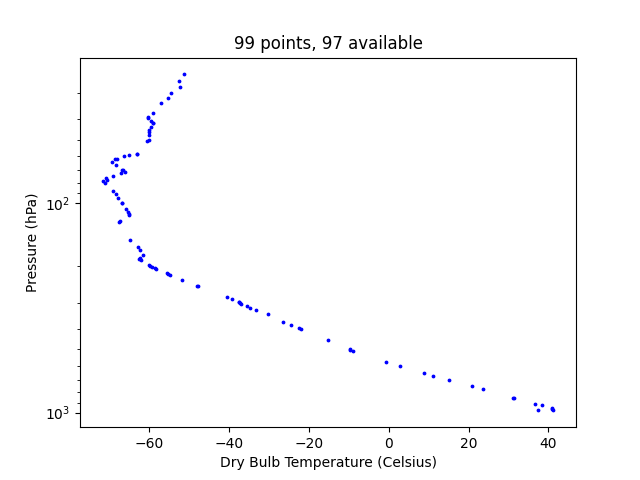 99 points, 97 available
Pressure (hPa)
10²
10³
−60 −40 −20 0 20 40
Dry Bulb Temperature (Celsius)